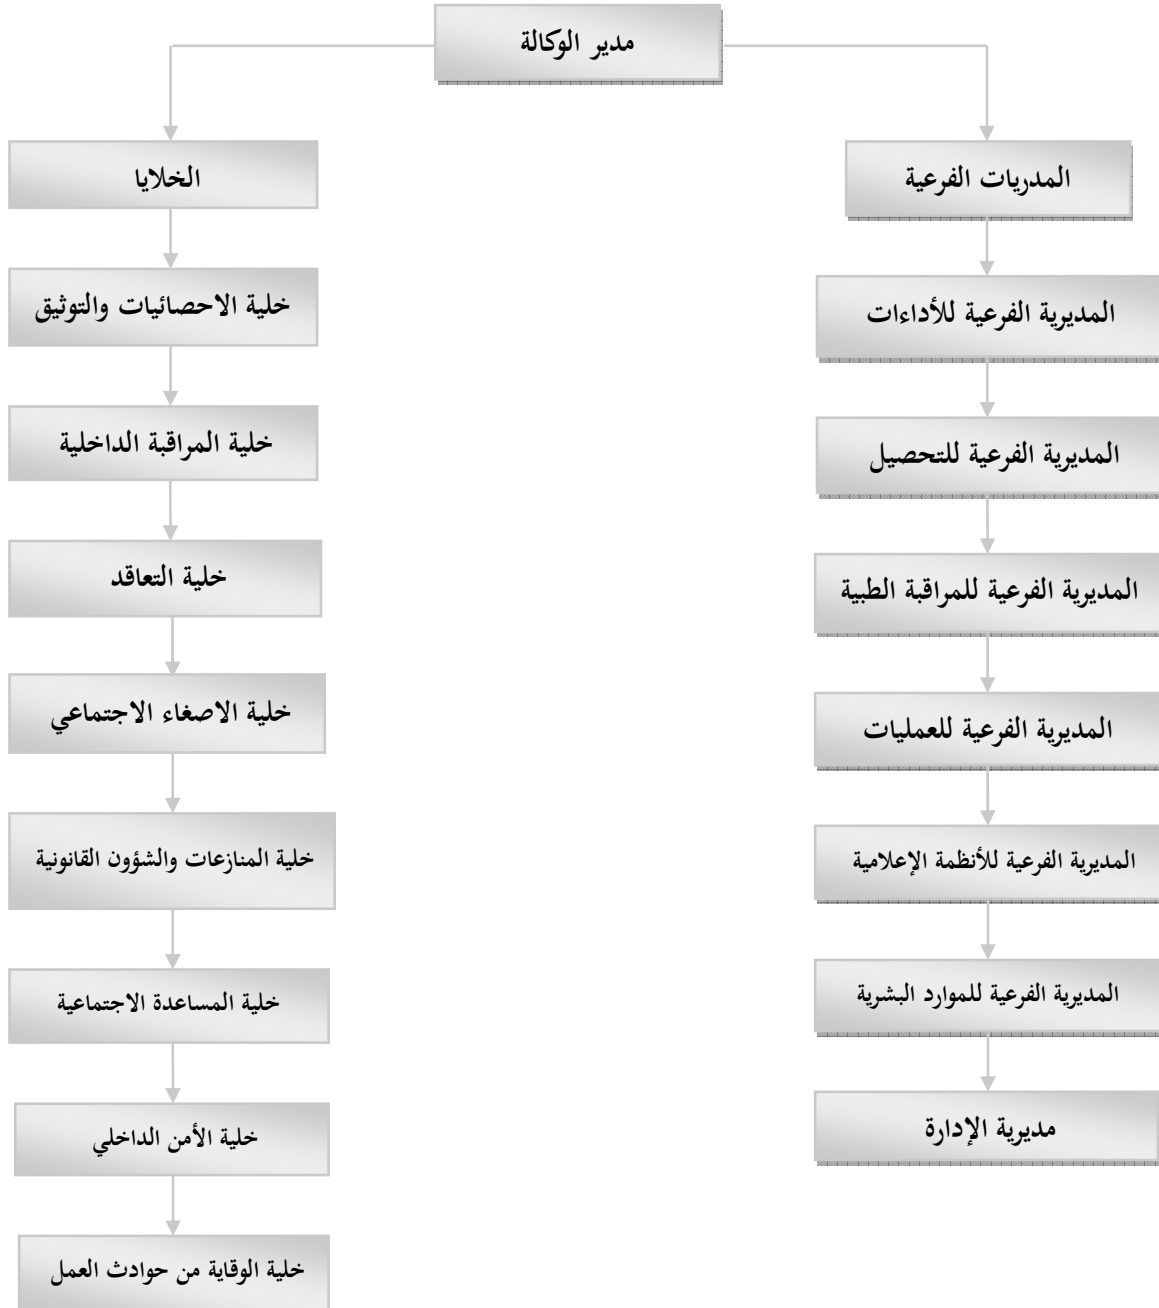 مدير الوكالة
المدريات الفرعية
المديرية الفرعية للأداءات
المديرية الفرعية للتحصيل
المديرية الفرعية للمراقبة الطبية
المديرية الفرعية للعمليات
المديرية الفرعية للأنظمة الإعلامية
المديرية الفرعية للموارد البشرية
مديرية الإدارة
الخلايا
خلية الاحصائيات والتوثيق
خلية المراقبة الداخلية
خلية التعاقد
خلية الاصغاء الاجتماعي
خلية المنازعات والشؤون القانونية
خلية المساعدة الاجتماعية
خلية الأمن الداخلي
خلية الوقاية من حوادث العمل